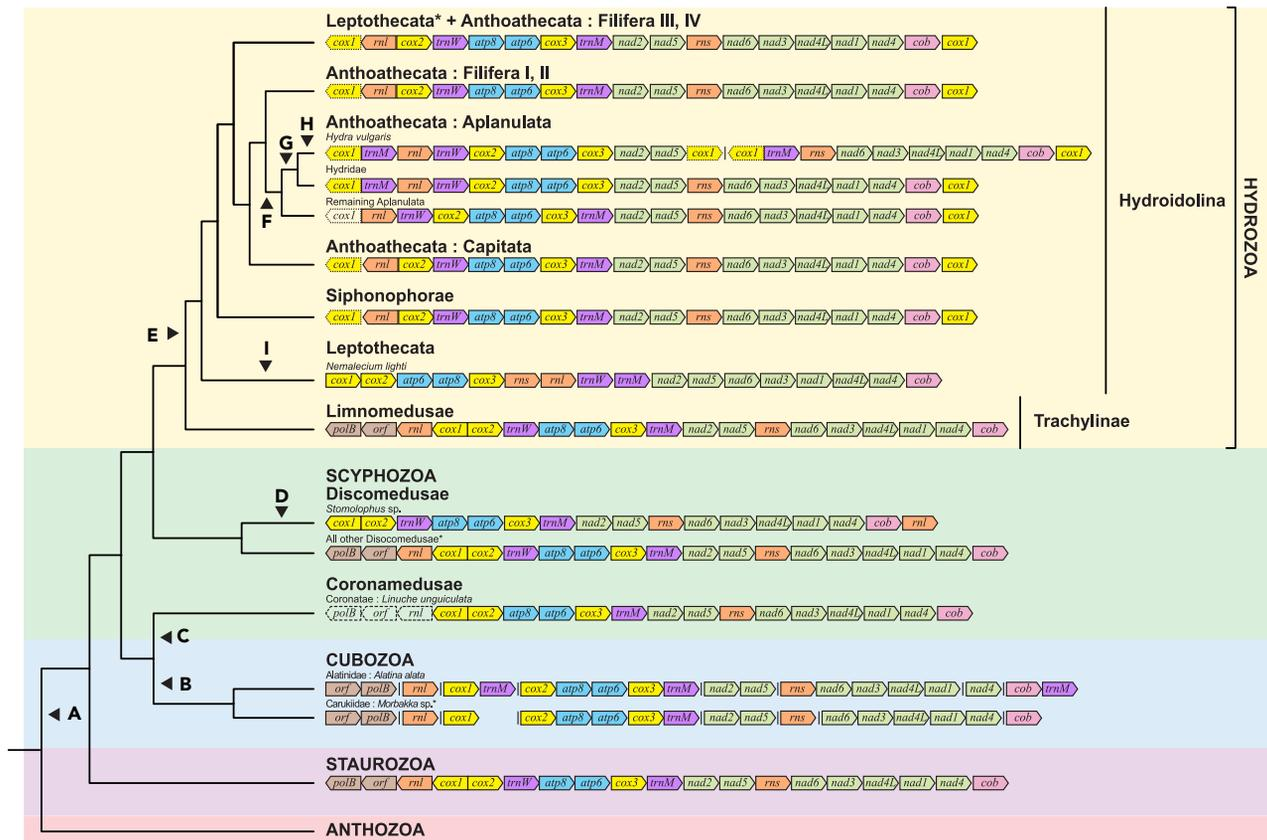 Leptothecata* + Anthoathecata : Filifera III, IV
cox1 rnl cox2 trnW atp8 atp6 cox3 trnM nad2 nad5 rns nad6 nad3 nad4L nad1 nad4 cob cox1
Anthoathecata : Filifera I, II
cox1 rnl cox2 trnW atp8 atp6 cox3 trnM nad2 nad5 rns nad6 nad3 nad4L nad1 nad4 cob cox1
Anthoathecata : Aplanulata
H
Hydra vulgaris
G
cox1 trnM rnl trnW cox2 atp8 atp6 cox3 nad2 nad5 cox1 cox1 trnM rns nad6 nad3 nad4L nad1 nad4 cob cox1
Hydridae
cox1 trnM rnl trnW cox2 atp8 atp6 cox3 nad2 nad5 rns nad6 nad3 nad4L nad1 nad4 cob cox1
Remaining Aplanulata
Hydroidolina
HYDROZOA
F
cox1 rnl trnW cox2 atp8 atp6 cox3 trnM nad2 nad5 rns nad6 nad3 nad4L nad1 nad4 cob cox1
Anthoathecata : Capitata
cox1 rnl cox2 trnW atp8 atp6 cox3 trnM nad2 nad5 rns nad6 nad3 nad4L nad1 nad4 cob cox1
Siphonophorae
cox1 rnl cox2 trnW atp8 atp6 cox3 trnM nad2 nad5 rns nad6 nad3 nad4L nad1 nad4 cob cox1
E
I
Leptothecata
Nemalecium lighti
cox1 cox2 atp6 atp8 cox3 rns rnl trnW trnM nad2 nad5 nad6 nad3 nad1 nad4L nad4 cob
Limnomedusae
Trachylinae
polB orf rnl cox1 cox2 trnW atp8 atp6 cox3 trnM nad2 nad5 rns nad6 nad3 nad4L nad1 nad4 cob
SCYPHOZOA
Discomedusae
D
Stomolophus sp.
cox1 cox2 trnW atp8 atp6 cox3 trnM nad2 nad5 rns nad6 nad3 nad4L nad1 nad4 cob rnl
All other Disocomedusae*
polB orf rnl cox1 cox2 trnW atp8 atp6 cox3 trnM nad2 nad5 rns nad6 nad3 nad4L nad1 nad4 cob
Coronamedusae
Coronatae : Linuche unguiculata
polB orf rnl cox1 cox2 atp8 atp6 cox3 trnM nad2 nad5 rns nad6 nad3 nad4L nad1 nad4 cob
C
CUBOZOA
Alatinidae : Alatina alata
B
orf polB rnl cox1 trnM cox2 atp8 atp6 cox3 trnM nad2 nad5 rns nad6 nad3 nad4L nad1 nad4 cob trnM
Carukiidae : Morbakka sp.*
A
orf polB rnl cox1 cox2 atp8 atp6 cox3 trnM nad2 nad5 rns nad6 nad3 nad4L nad1 nad4 cob
STAUROZOA
polB orf rnl cox1 cox2 trnW atp8 atp6 cox3 trnM nad2 nad5 rns nad6 nad3 nad4L nad1 nad4 cob
ANTHOZOA